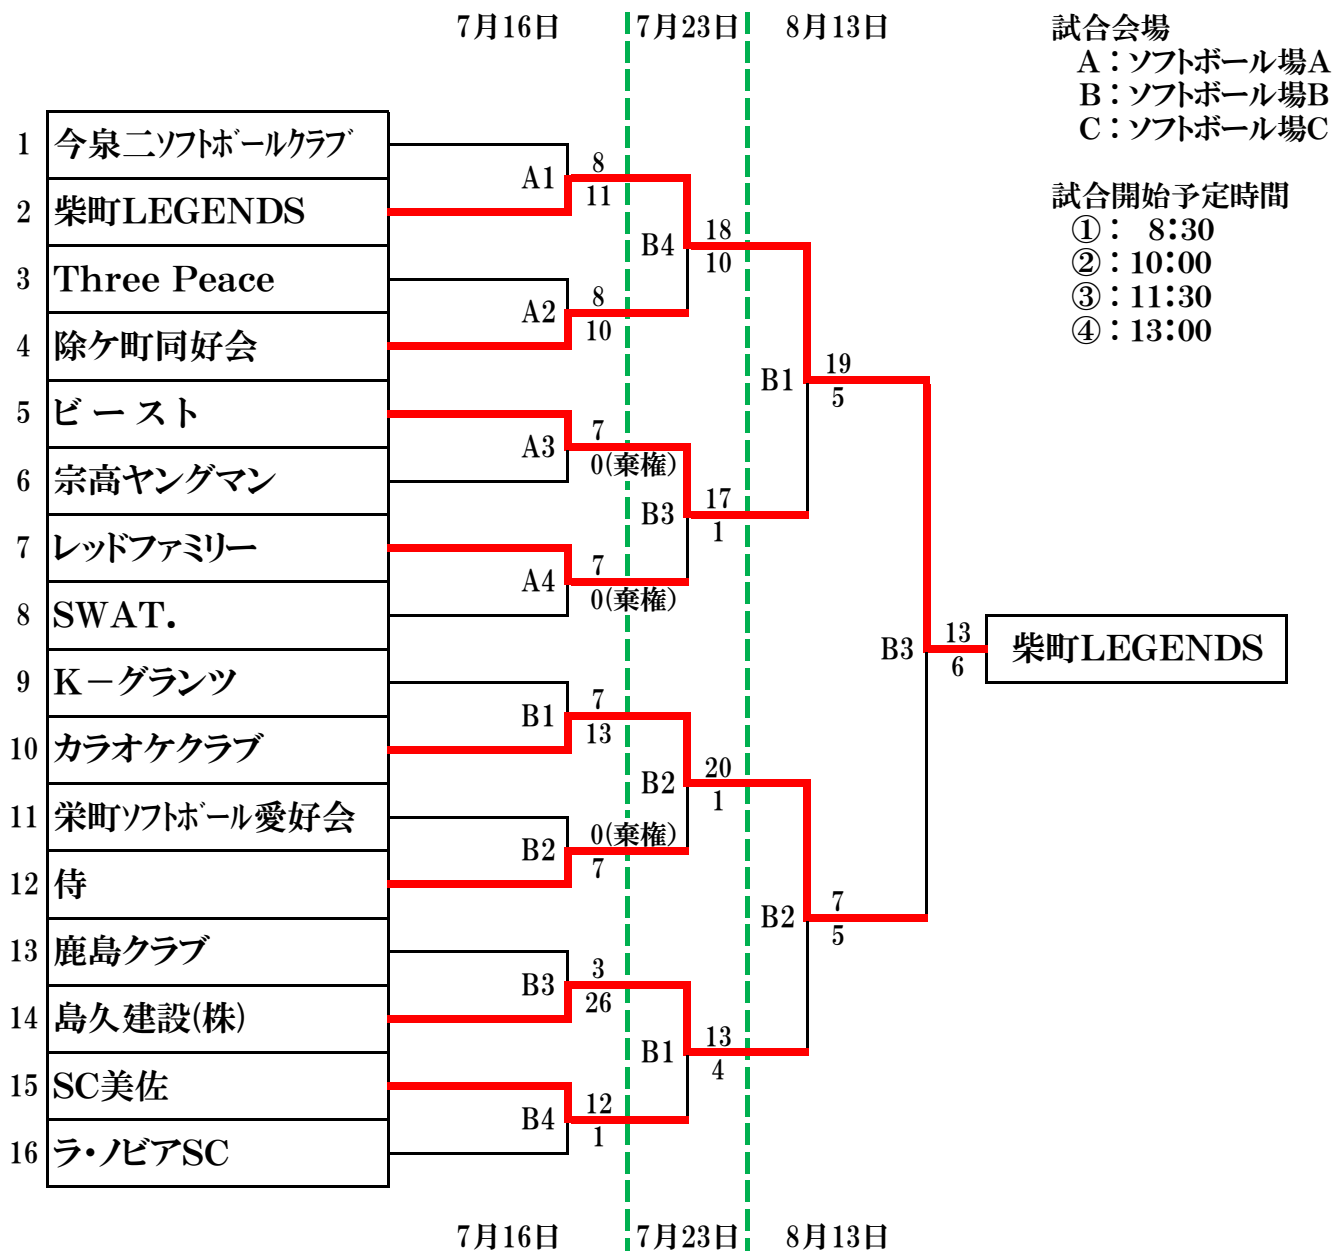 7月16日 7月23日 8月13日
試合会場
A：ソフトボール場A
B：ソフトボール場B
C：ソフトボール場C
試合開始予定時間
①： 8:30
②：10:00
③：11:30
④：13:00
1 今泉二ソフトボールクラブ
2 柴町LEGENDS
3 Three Peace
4 除ケ町同好会
5 ビースト
6 宗高ヤングマン
7 レッドファミリー
8 SWAT.
9 K－グランツ
10 カラオケクラブ
11 栄町ソフトボール愛好会
12 侍
13 鹿島クラブ
14 島久建設(株)
15 SC美佐
16 ラ・ノビアSC
A1 8
11
A2 8
10
A3 7
0(棄権)
A4 7
0(棄権)
B1 7
13
B2 0(棄権)
7
B3 3
26
B4 12
1
B4 18
10
B3 17
1
B2 20
1
B1 13
4
B1 19
5
B2 7
5
B3 13
6
柴町LEGENDS
7月16日 7月23日 8月13日